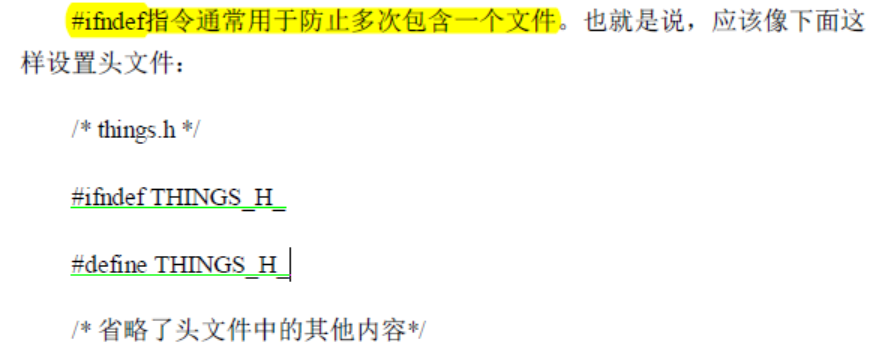 #ifndef指令通常用于防止多次包含一个文件。也就是说，应该像下面这
样设置头文件：
/* things.h */
#ifndef THINGS_H_
#define THINGS_H_
/* 省略了头文件中的其他内容*/